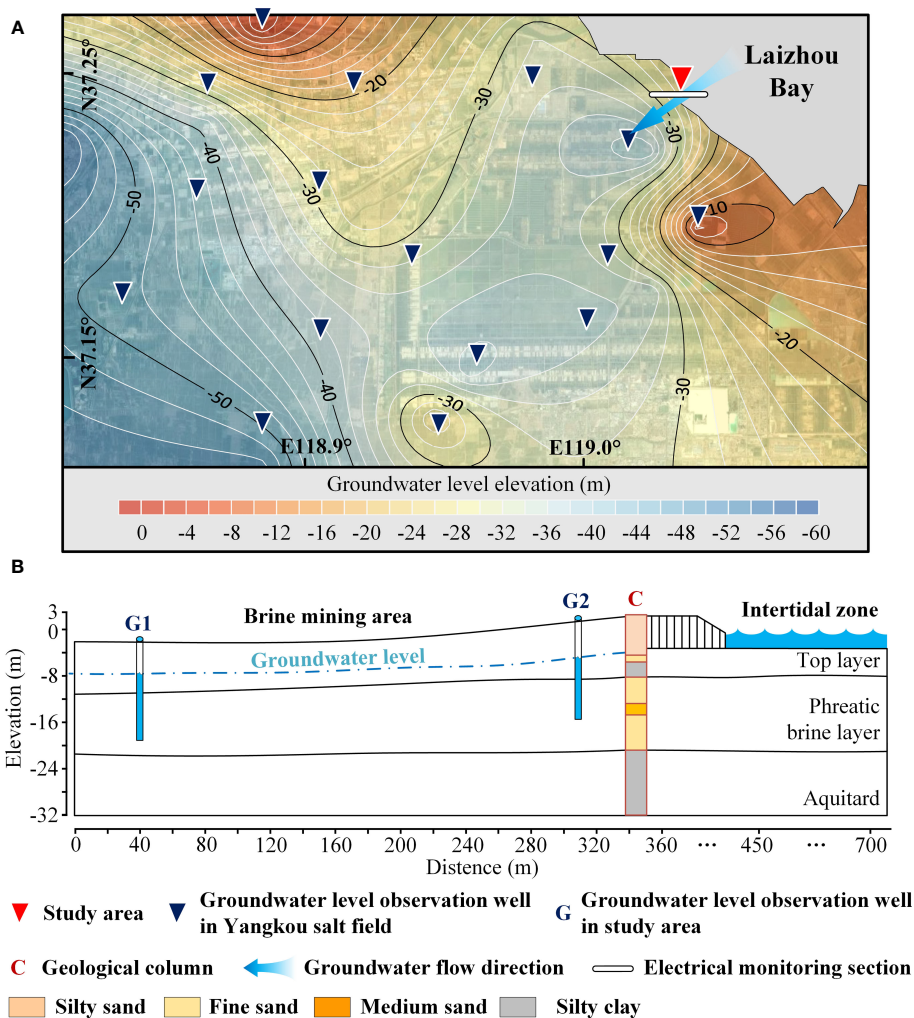 A
N37.25°
N37.15°
Laizhou
Bay
-20
-30
-30
-40
-50
-30
-10
-20
-30
-40
-50
-30
E118.9°
E119.0°
Groundwater level elevation (m)
0 -4 -8 -12 -16 -20 -24 -28 -32 -36 -40 -44 -48 -52 -56 -60
B
G1
Brine mining area
G2
C
Intertidal zone
Groundwater level
Top layer
Phreatic
brine layer
Aquitard
Elevation (m)
3
0
-8
-16
-24
-32
0 40 80 120 160 200 240 280 320 360 ··· 450 ··· 700
Distence (m)
Study area
Groundwater level observation well
in Yangkou salt field
G Groundwater level observation well
in study area
C Geological column
Groundwater flow direction
Electrical monitoring section
Silty sand
Fine sand
Medium sand
Silty clay